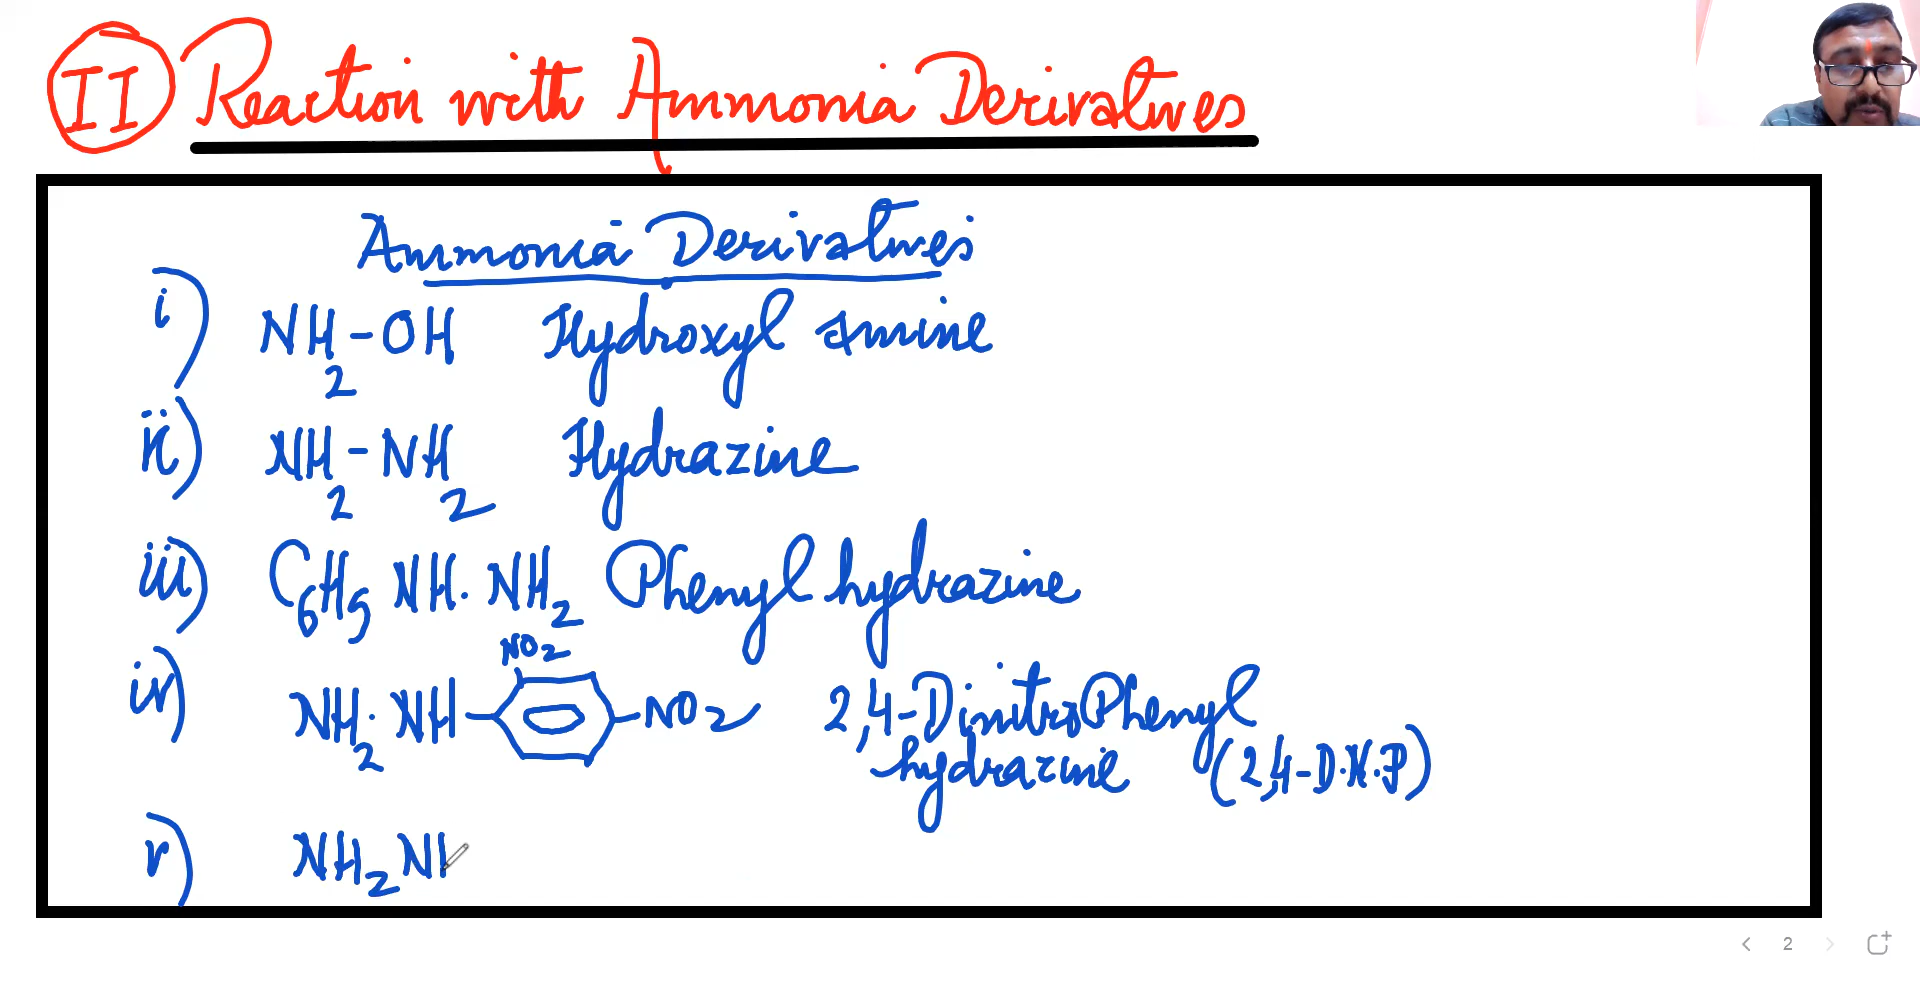 II Reaction with Ammonia Derivatives
Ammonia Derivatives
i) NH2-OH Hydroxyl amine
ii) NH2-NH2 Hydrazine
iii) C6H5 NH.NH2 Phenyl hydrazine
NO2
iv) NH2.NH- -NO2 2,4-DinitroPhenyl
hydrazine (2,4-D.N.P)
v) NH2N
2